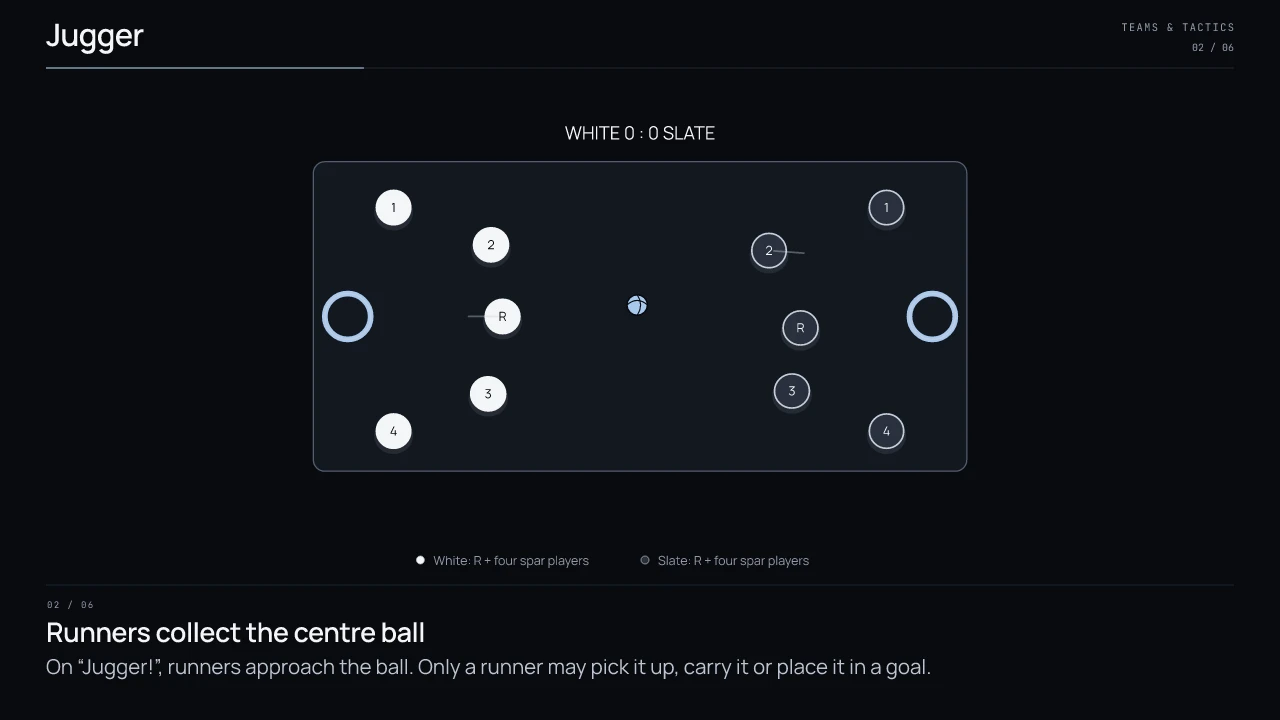 Jugger
TEAMS & TACTICS
02 / 06
WHITE 0 : 0 SLATE
1
1
2
2
R
R
3
3
4
4
White: R + four spar players
Slate: R + four spar players
02 / 06
Runners collect the centre ball
On “Jugger!”, runners approach the ball. Only a runner may pick it up, carry it or place it in a goal.